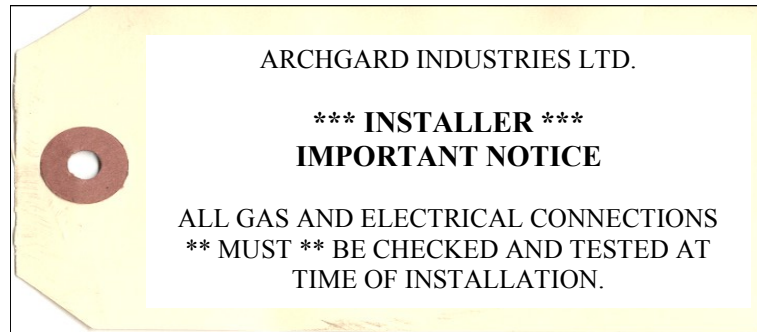 ARCHGARD INDUSTRIES LTD.
*** INSTALLER ***
IMPORTANT NOTICE
ALL GAS AND ELECTRICAL CONNECTIONS
** MUST ** BE CHECKED AND TESTED AT
TIME OF INSTALLATION.